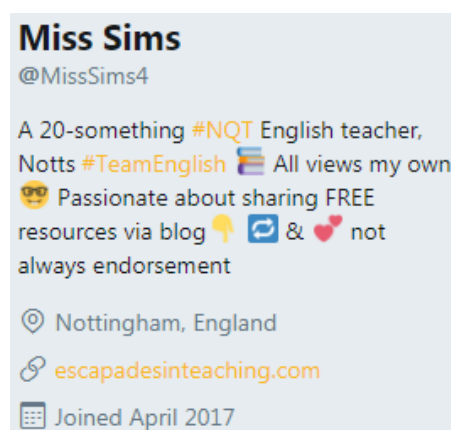 Miss Sims
@MissSims4
A 20-something #NQT English teacher,
Notts #TeamEnglish 📚 All views my own
🤓 Passionate about sharing FREE
resources via blog👇 🔁 & 💕 not
always endorsement
Nottingham, England
escapadesinteaching.com
Joined April 2017